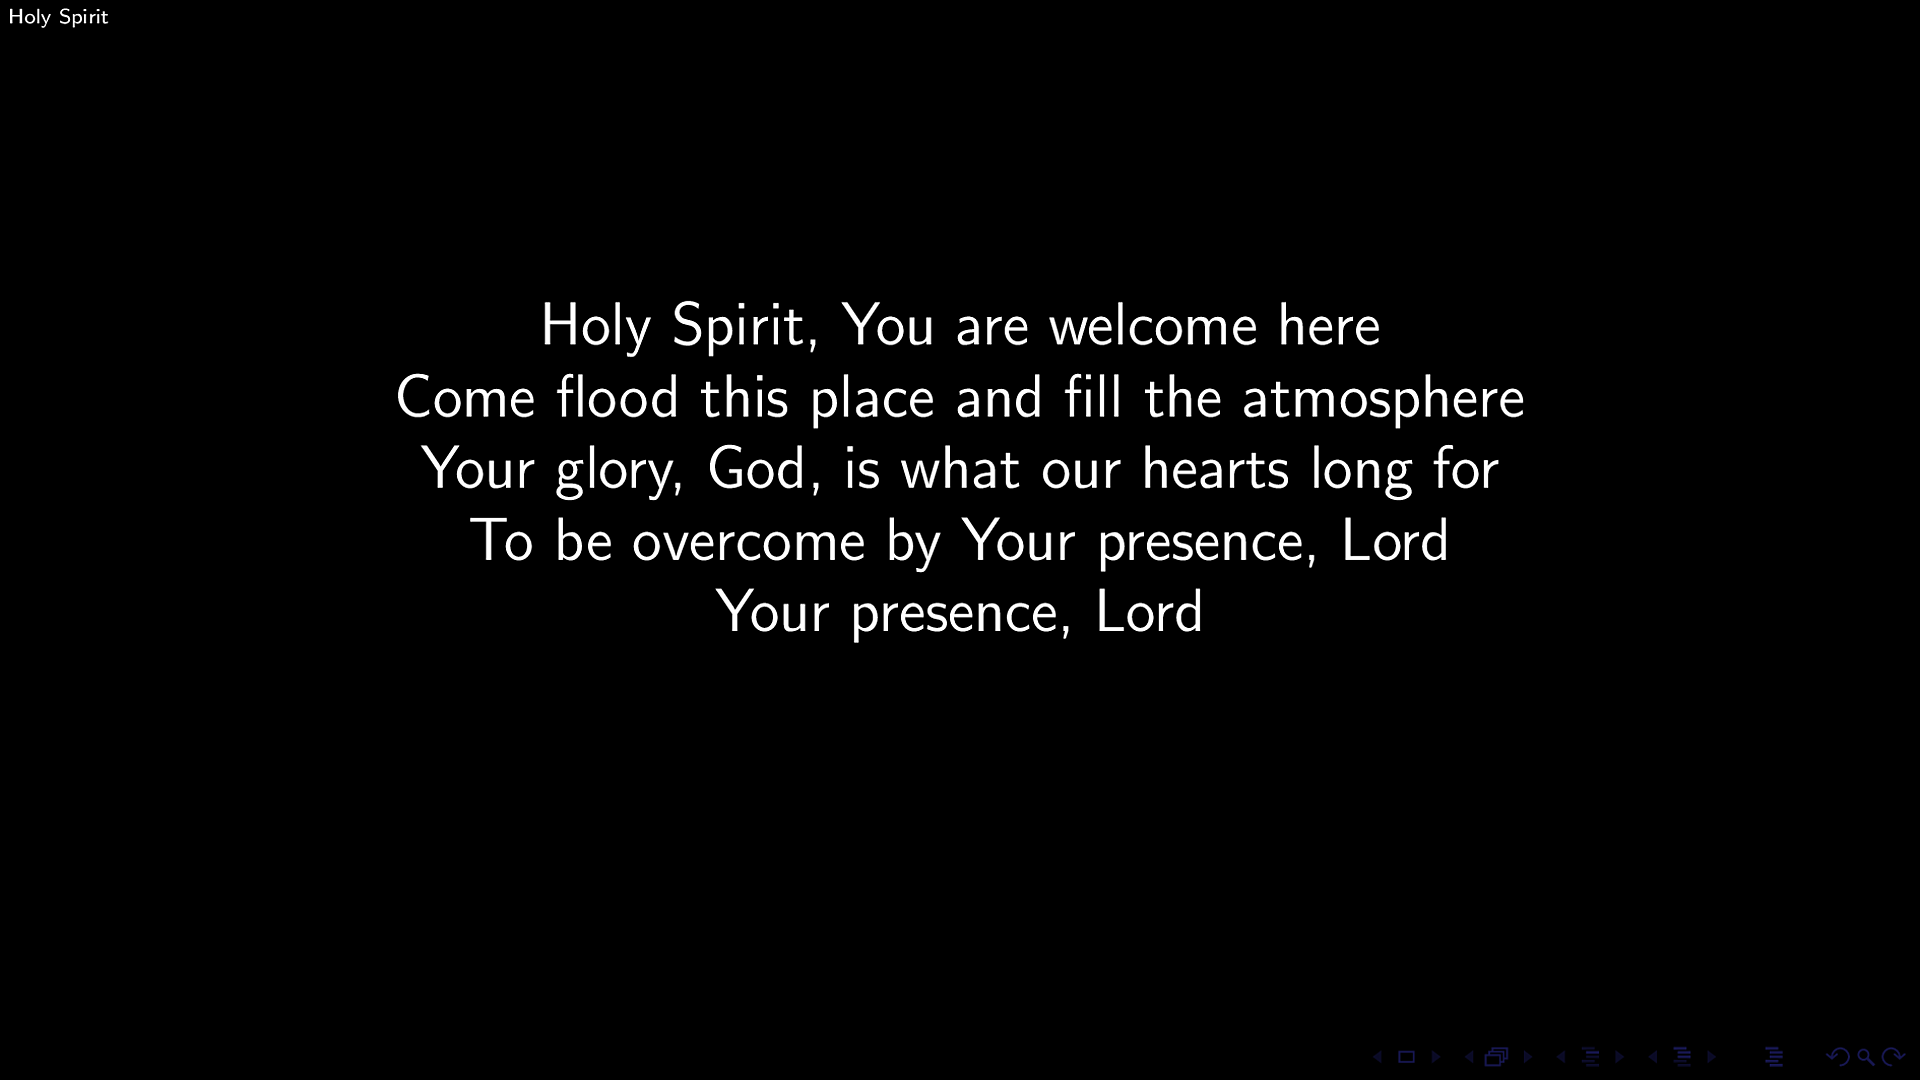 Holy Spirit
Holy Spirit, You are welcome here
Come flood this place and fill the atmosphere
Your glory, God, is what our hearts long for
To be overcome by Your presence, Lord
Your presence, Lord